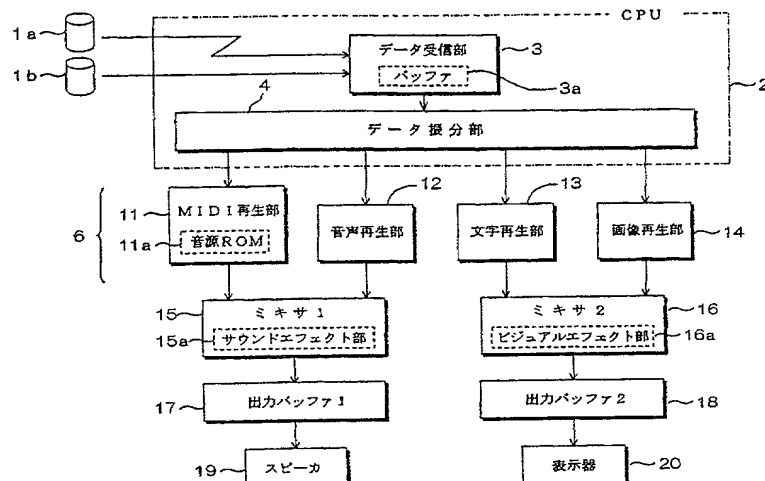 CPU
1a
データ受信部
3
1b
バッファ
3a
2
4
データ振分部
12
13
6
11
MIDI再生部
11a
音源ROM
音声再生部
文字再生部
画像再生部
14
15
ミキサ1
15a
サウンドエフェクト部
ミキサ2
16
ビジュアルエフェクト部
16a
17
出力バッファ1
出力バッファ2
18
19
スピーカ
表示器
20